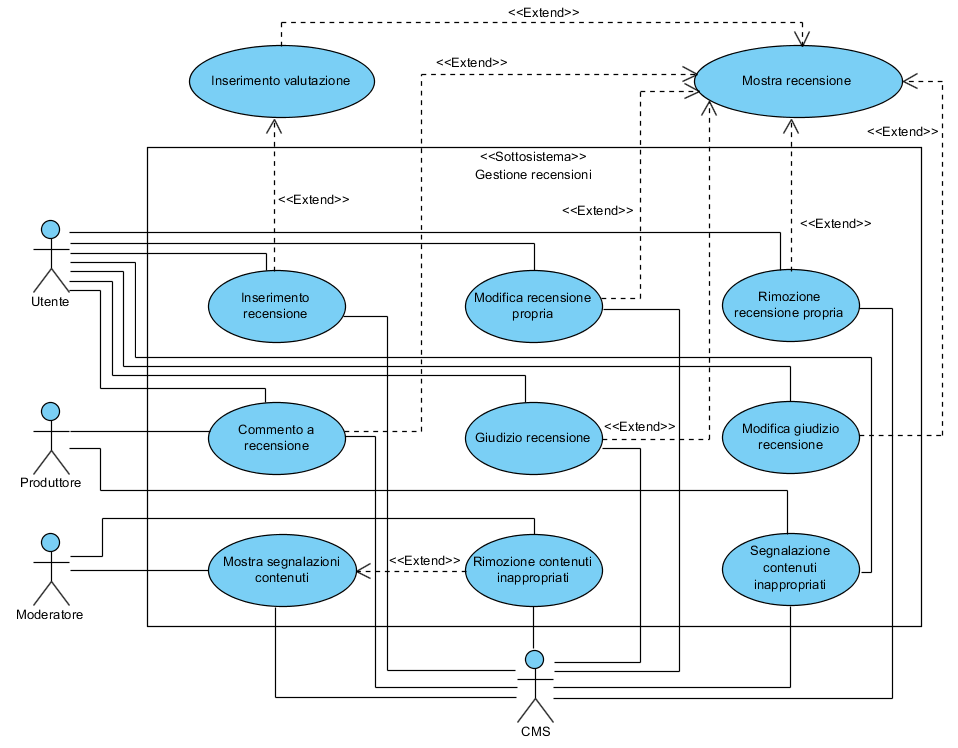 <<Extend>>
Inserimento valutazione
<<Extend>>
Mostra recensione
<<Extend>>
<<Sottosistema>>
Gestione recensioni
<<Extend>>
<<Extend>>
<<Extend>>
Utente
Inserimento
recensione
Modifica recensione
propria
Rimozione
recensione propria
Commento a
recensione
Giudizio recensione
<<Extend>>
Modifica giudizio
recensione
Produttore
Mostra segnalazioni
contenuti
<<Extend>>
Rimozione contenuti
inappropriati
Segnalazione
contenuti
inappropriati
Moderatore
CMS